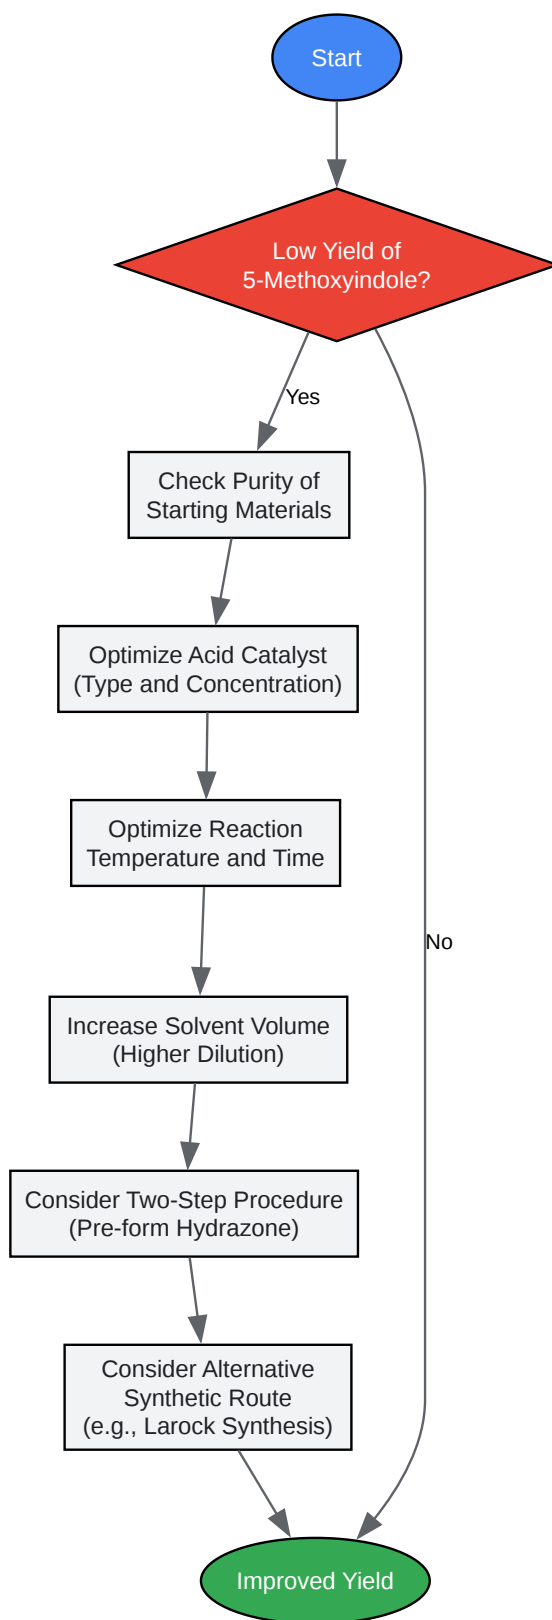 Start
Low Yield of
5-Methoxyindole?
Yes
Check Purity of
Starting Materials
Optimize Acid Catalyst
(Type and Concentration)
Optimize Reaction
Temperature and Time
No
Increase Solvent Volume
(Higher Dilution)
Consider Two-Step Procedure
(Pre-form Hydrazone)
Consider Alternative
Synthetic Route
(e.g., Larock Synthesis)
Improved Yield